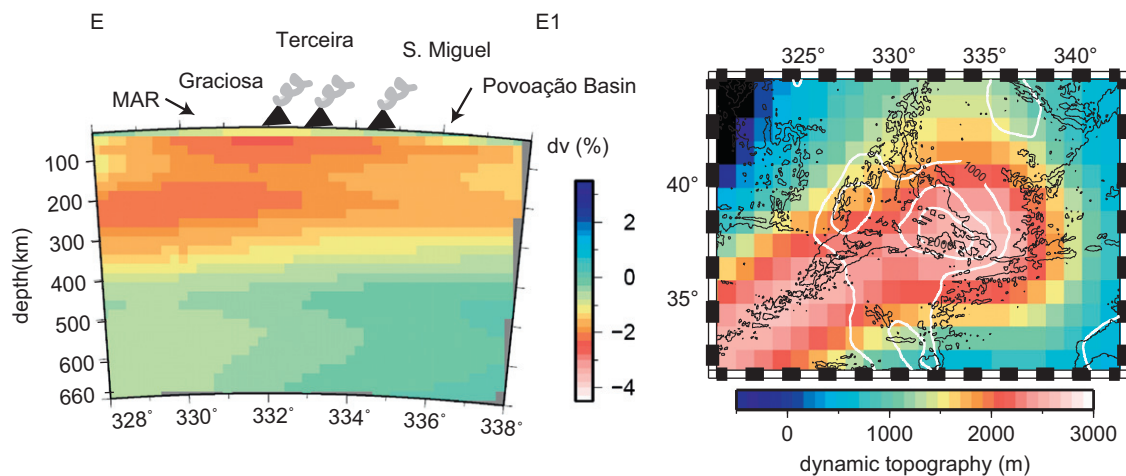 E
E1
Terceira
S. Miguel
Graciosa
MAR
Povoação Basin
dv (%)
100
200
300
400
500
600
660
depth(km)
328°
330°
332°
334°
336°
338°
2
0
−2
−4
325°
330°
335°
340°
40°
35°
1000
2000
0
1000
2000
3000
dynamic topography (m)